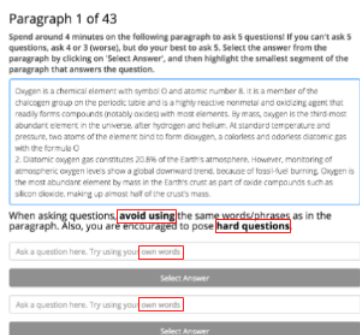 Paragraph 1 of 43
Spend around 4 minutes on the following paragraph to ask 5 questions! If you can't ask 5
questions, ask 4 or 3 (worse), but do your best to ask 5. Select the answer from the
paragraph by clicking on 'Select Answer', and then highlight the smallest segment of the
paragraph that answers the question.
Oxygen is a chemical element with symbol O and atomic number 8. It is a member of the
chalcogen group on the periodic table and is a highly reactive nonmetal and oxidizing agent that
readily forms compounds (notably oxides) with most elements. By mass, oxygen is the third-most
abundant element in the universe, after hydrogen and helium. At standard temperature and
pressure, two atoms of the element bind to form dioxygen, a colorless and odorless diatomic gas
with the formula O
2. Diatomic oxygen gas constitutes 20.8% of the Earth's atmosphere. However, monitoring of
atmospheric oxygen levels show a global downward trend, because of fossil-fuel burning. Oxygen is
the most abundant element by mass in the Earth's crust as part of oxide compounds such as
silicon dioxide, making up almost half of the crust's mass.
When asking questions, avoid using the same words/phrases as in the
paragraph. Also, you are encouraged to pose hard questions.
Ask a question here. Try using your own words
Select Answer
Ask a question here. Try using your own words
Select Answer